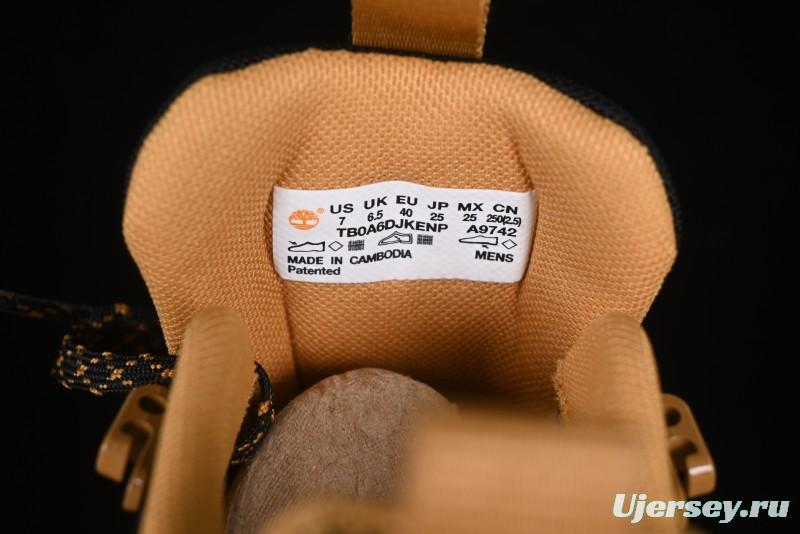 ® US UK EU JP MX CN
7 6.5 40 25 25 250(2.5)
TB0A6DJKENP A9742
MADE IN CAMBODIA MENS
Patented
Ujersey.ru